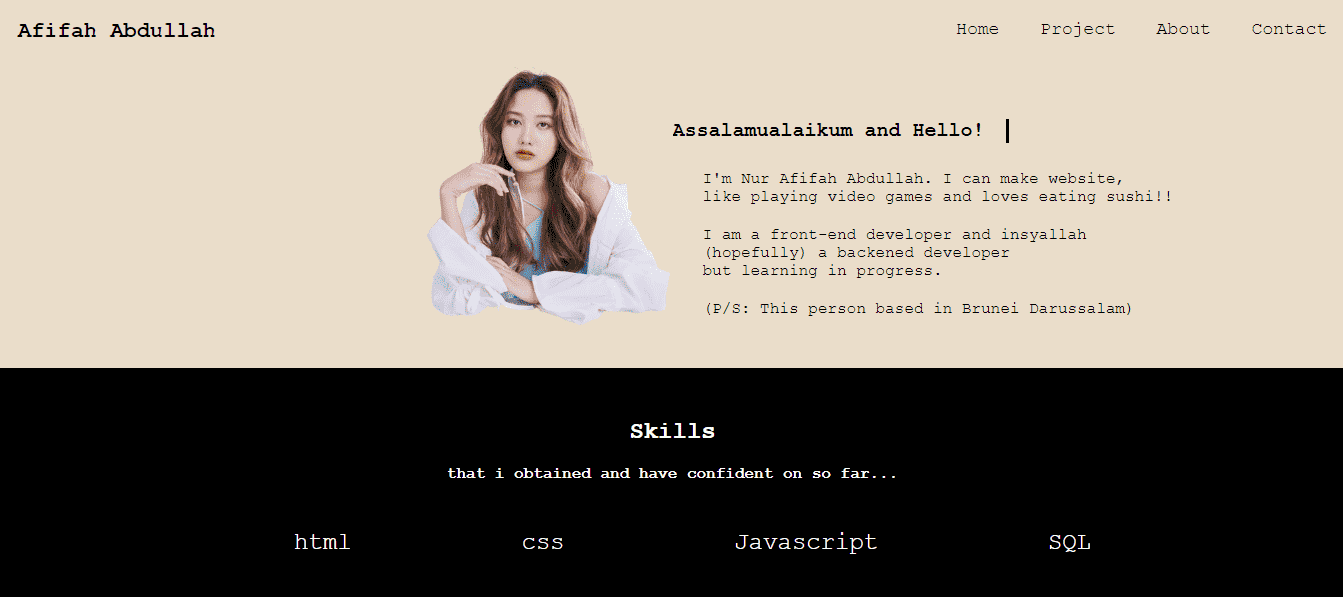 Afifah Abdullah
Home Project About Contact
Assalamualaikum and Hello!
I'm Nur Afifah Abdullah. I can make website,
like playing video games and loves eating sushi!!
I am a front-end developer and insyallah
(hopefully) a backened developer
but learning in progress.
(P/S: This person based in Brunei Darussalam)
Skills
that i obtained and have confident on so far...
html css Javascript SQL